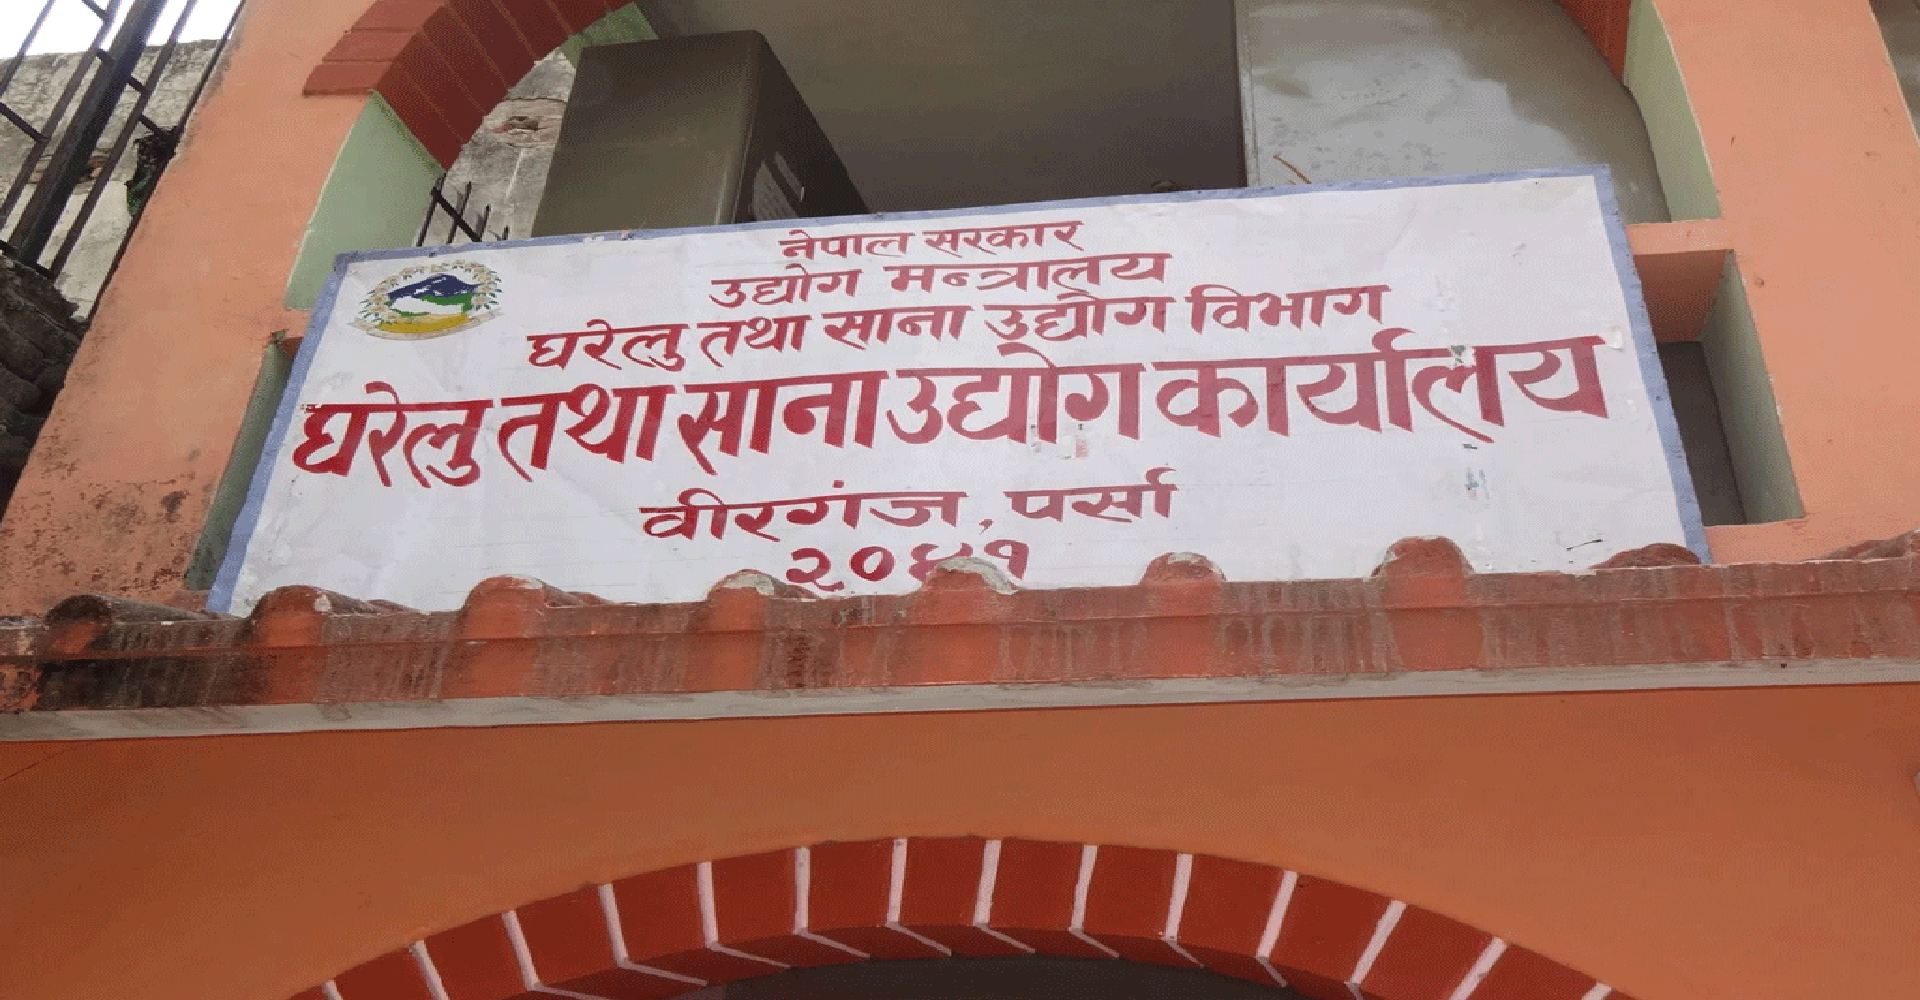 नेपाल सरकार
उद्योग मन्त्रालय
घरेलु तथा साना उद्योग विभाग
घरेलु तथा साना उद्योग कार्यालय
वीरगंज, पर्सा
२०४१